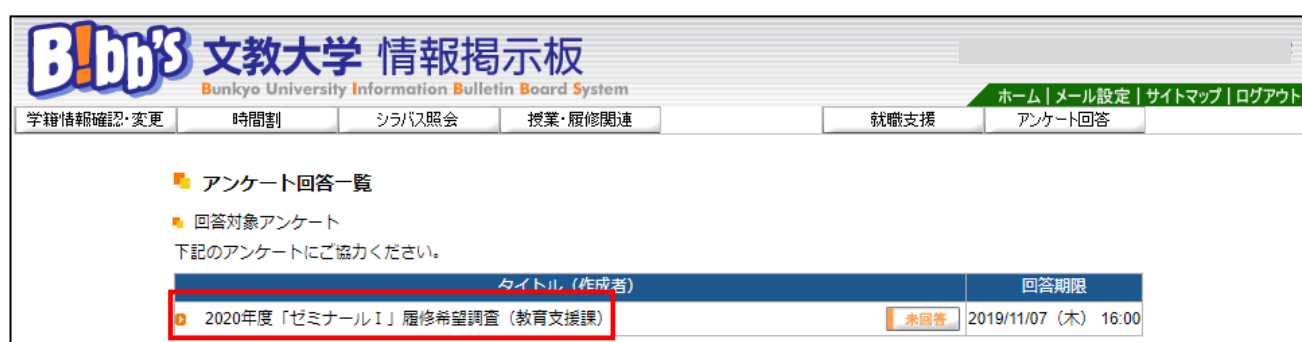 B!bb's 文教大学 情報掲示板
Bunkyo University Information Bulletin Board System
ホーム | メール設定 | サイトマップ | ログアウト
学籍情報確認・変更 時間割 シラバス照会 授業・履修関連 就職支援 アンケート回答
アンケート回答一覧
回答対象アンケート
下記のアンケートにご協力ください。
タイトル（作成者） 回答期限
2020年度「ゼミナールⅠ」履修希望調査（教育支援課） 未回答 2019/11/07（木） 16:00